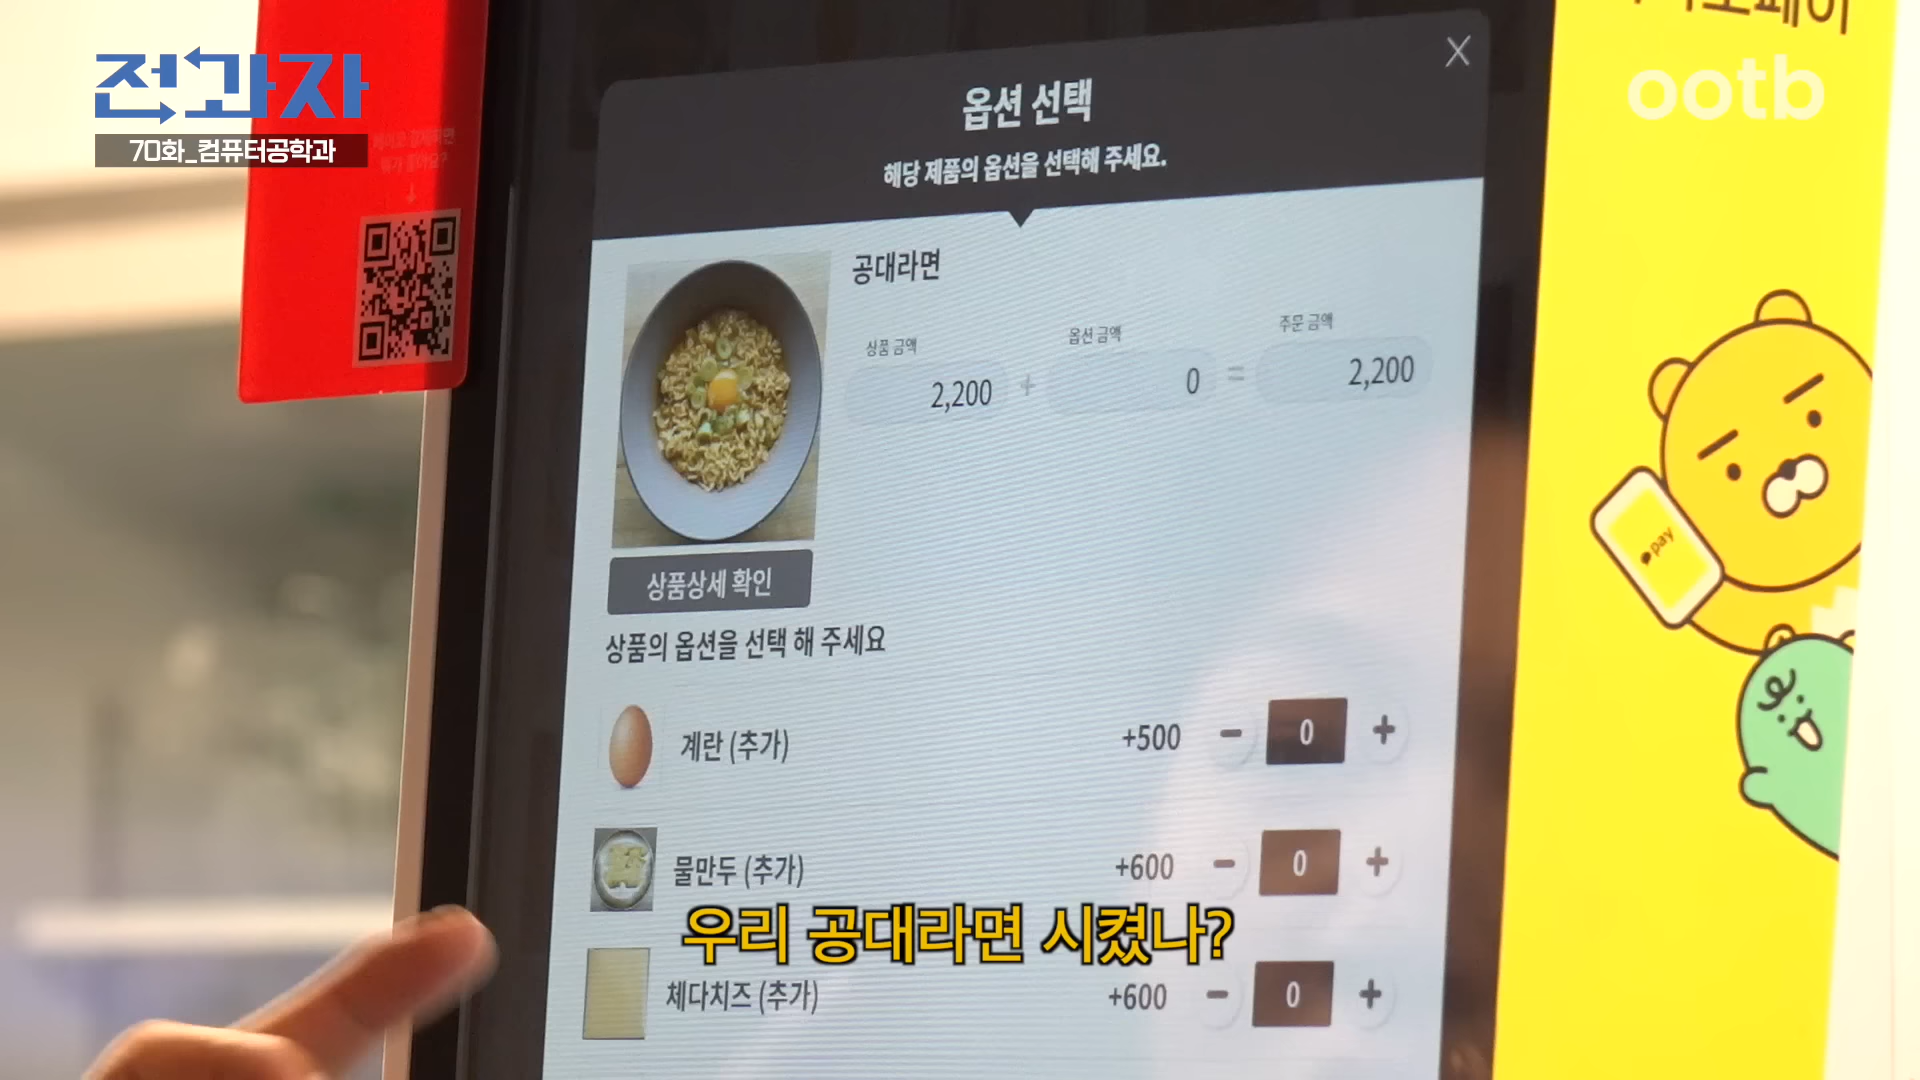 전과자
70화_컴퓨터공학과
ootb
X
옵션 선택
해당 제품의 옵션을 선택해 주세요.
공대라면
상품 금액 옵션 금액 주문 금액
2,200 + 0 = 2,200
상품상세 확인
상품의 옵션을 선택 해 주세요
계란 (추가) +500 - 0 +
물만두 (추가) +600 - 0 +
우리 공대라면 시켰나?
체다치즈 (추가) +600 - 0 +
pay